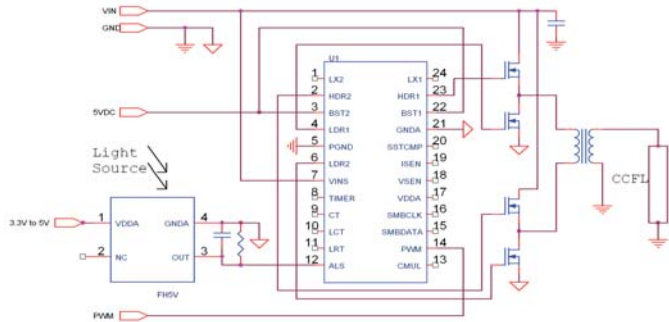 VIN
GND
U1
1 LX2 LX1 24
2 HDR2 HDR1 23
5VDC 3 BST2 BST1 22
4 LDR1 GNDA 21
5 PGND SSTCMP 20
6 LDR2 ISEN 19
7 VINS VSEN 18
8 TIMER VDDA 17
9 CT SMBCLK 16
10 LCT SMBDATA 15
11 LRT PWM 14
12 ALS CMUL 13
Light
Source
CCFL
3.3V to 5V 1 VDDA GNDA 4
2 NC OUT 3
FH5V
PWM